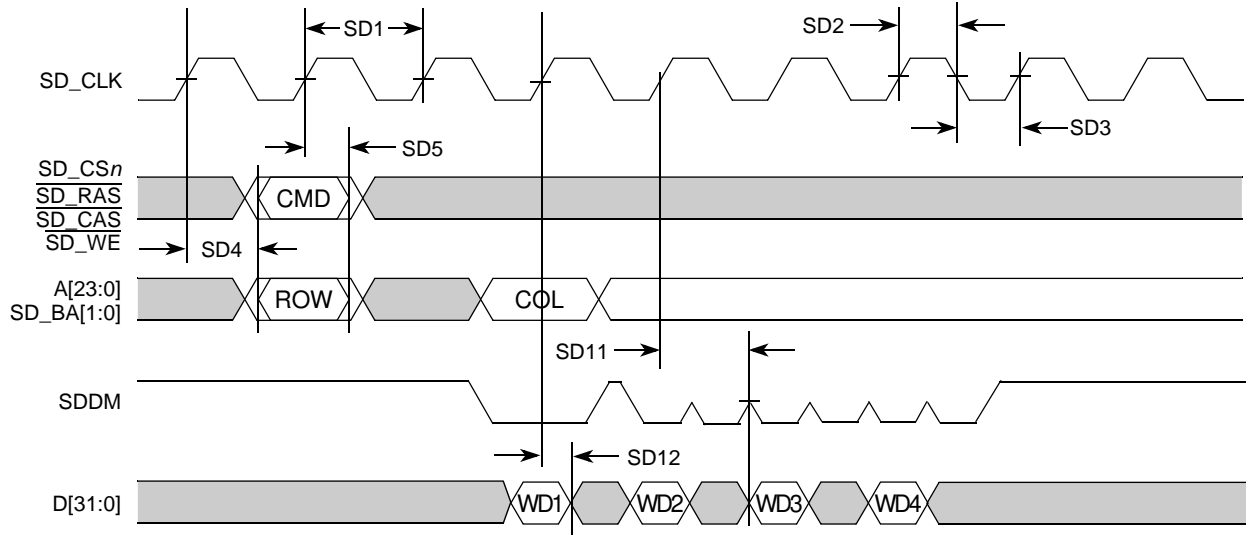 SD1
SD2
SD_CLK
SD3
SD5
SD_CSn
SD_RAS
SD_CAS
SD_WE
CMD
SD4
A[23:0]
SD_BA[1:0]
ROW
COL
SD11
SDDM
SD12
D[31:0]
WD1
WD2
WD3
WD4